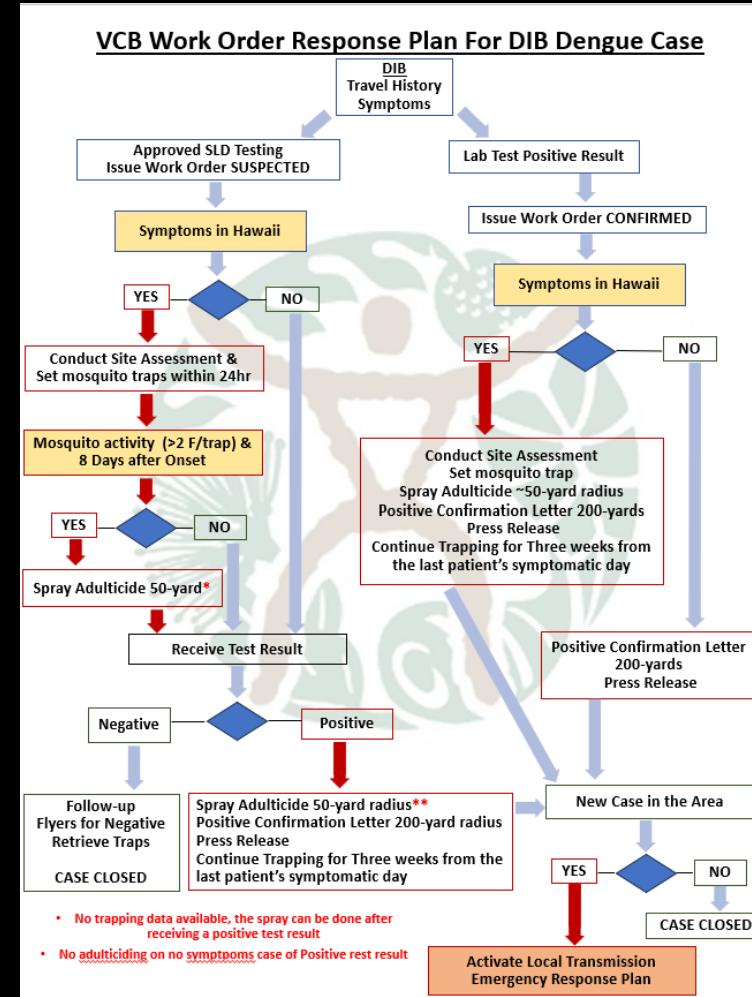 VCB Work Order Response Plan For DIB Dengue Case
DIB
Travel History
Symptoms
Approved SLD Testing
Issue Work Order SUSPECTED
Lab Test Positive Result
Issue Work Order CONFIRMED
Symptoms in Hawaii
Symptoms in Hawaii
YES
NO
YES
NO
Conduct Site Assessment &
Set mosquito traps within 24hr
Mosquito activity (>2 F/trap) &
8 Days after Onset
Conduct Site Assessment
Set mosquito trap
Spray Adulticide ~50-yard radius
Positive Confirmation Letter 200-yards
Press Release
Continue Trapping for Three weeks from
the last patient's symptomatic day
YES
NO
Spray Adulticide 50-yard*
Receive Test Result
Positive Confirmation Letter
200-yards
Press Release
Negative
Positive
Follow-up
Flyers for Negative
Retrieve Traps
CASE CLOSED
Spray Adulticide 50-yard radius**
Positive Confirmation Letter 200-yard radius
Press Release
Continue Trapping for Three weeks from the
last patient's symptomatic day
New Case in the Area
YES
NO
CASE CLOSED
• No trapping data available, the spray can be done after
receiving a positive test result
• No adulticiding on no symptpoms case of Positive rest result
Activate Local Transmission
Emergency Response Plan